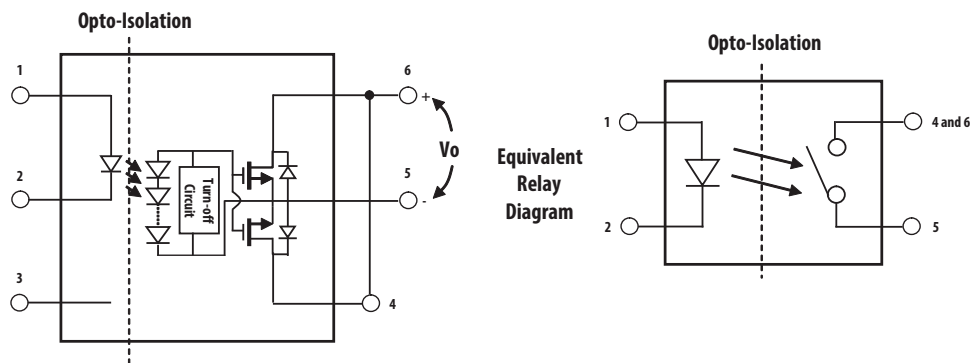 Opto-Isolation
1
2
3
Turn-off
Circuit
6
+
Vo
5
-
4
Equivalent
Relay
Diagram
Opto-Isolation
1
2
4 and 6
5